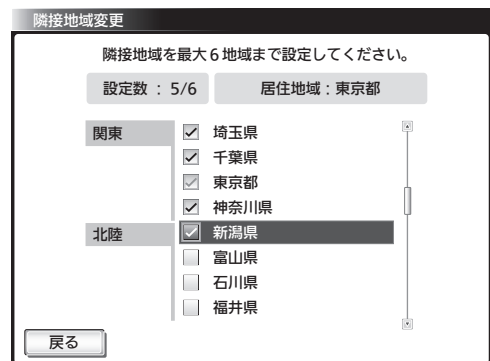 隣接地域変更
隣接地域を最大6地域まで設定してください。
設定数 : 5/6 居住地域 : 東京都
関東 埼玉県
千葉県
東京都
神奈川県
北陸 新潟県
富山県
石川県
福井県
戻る